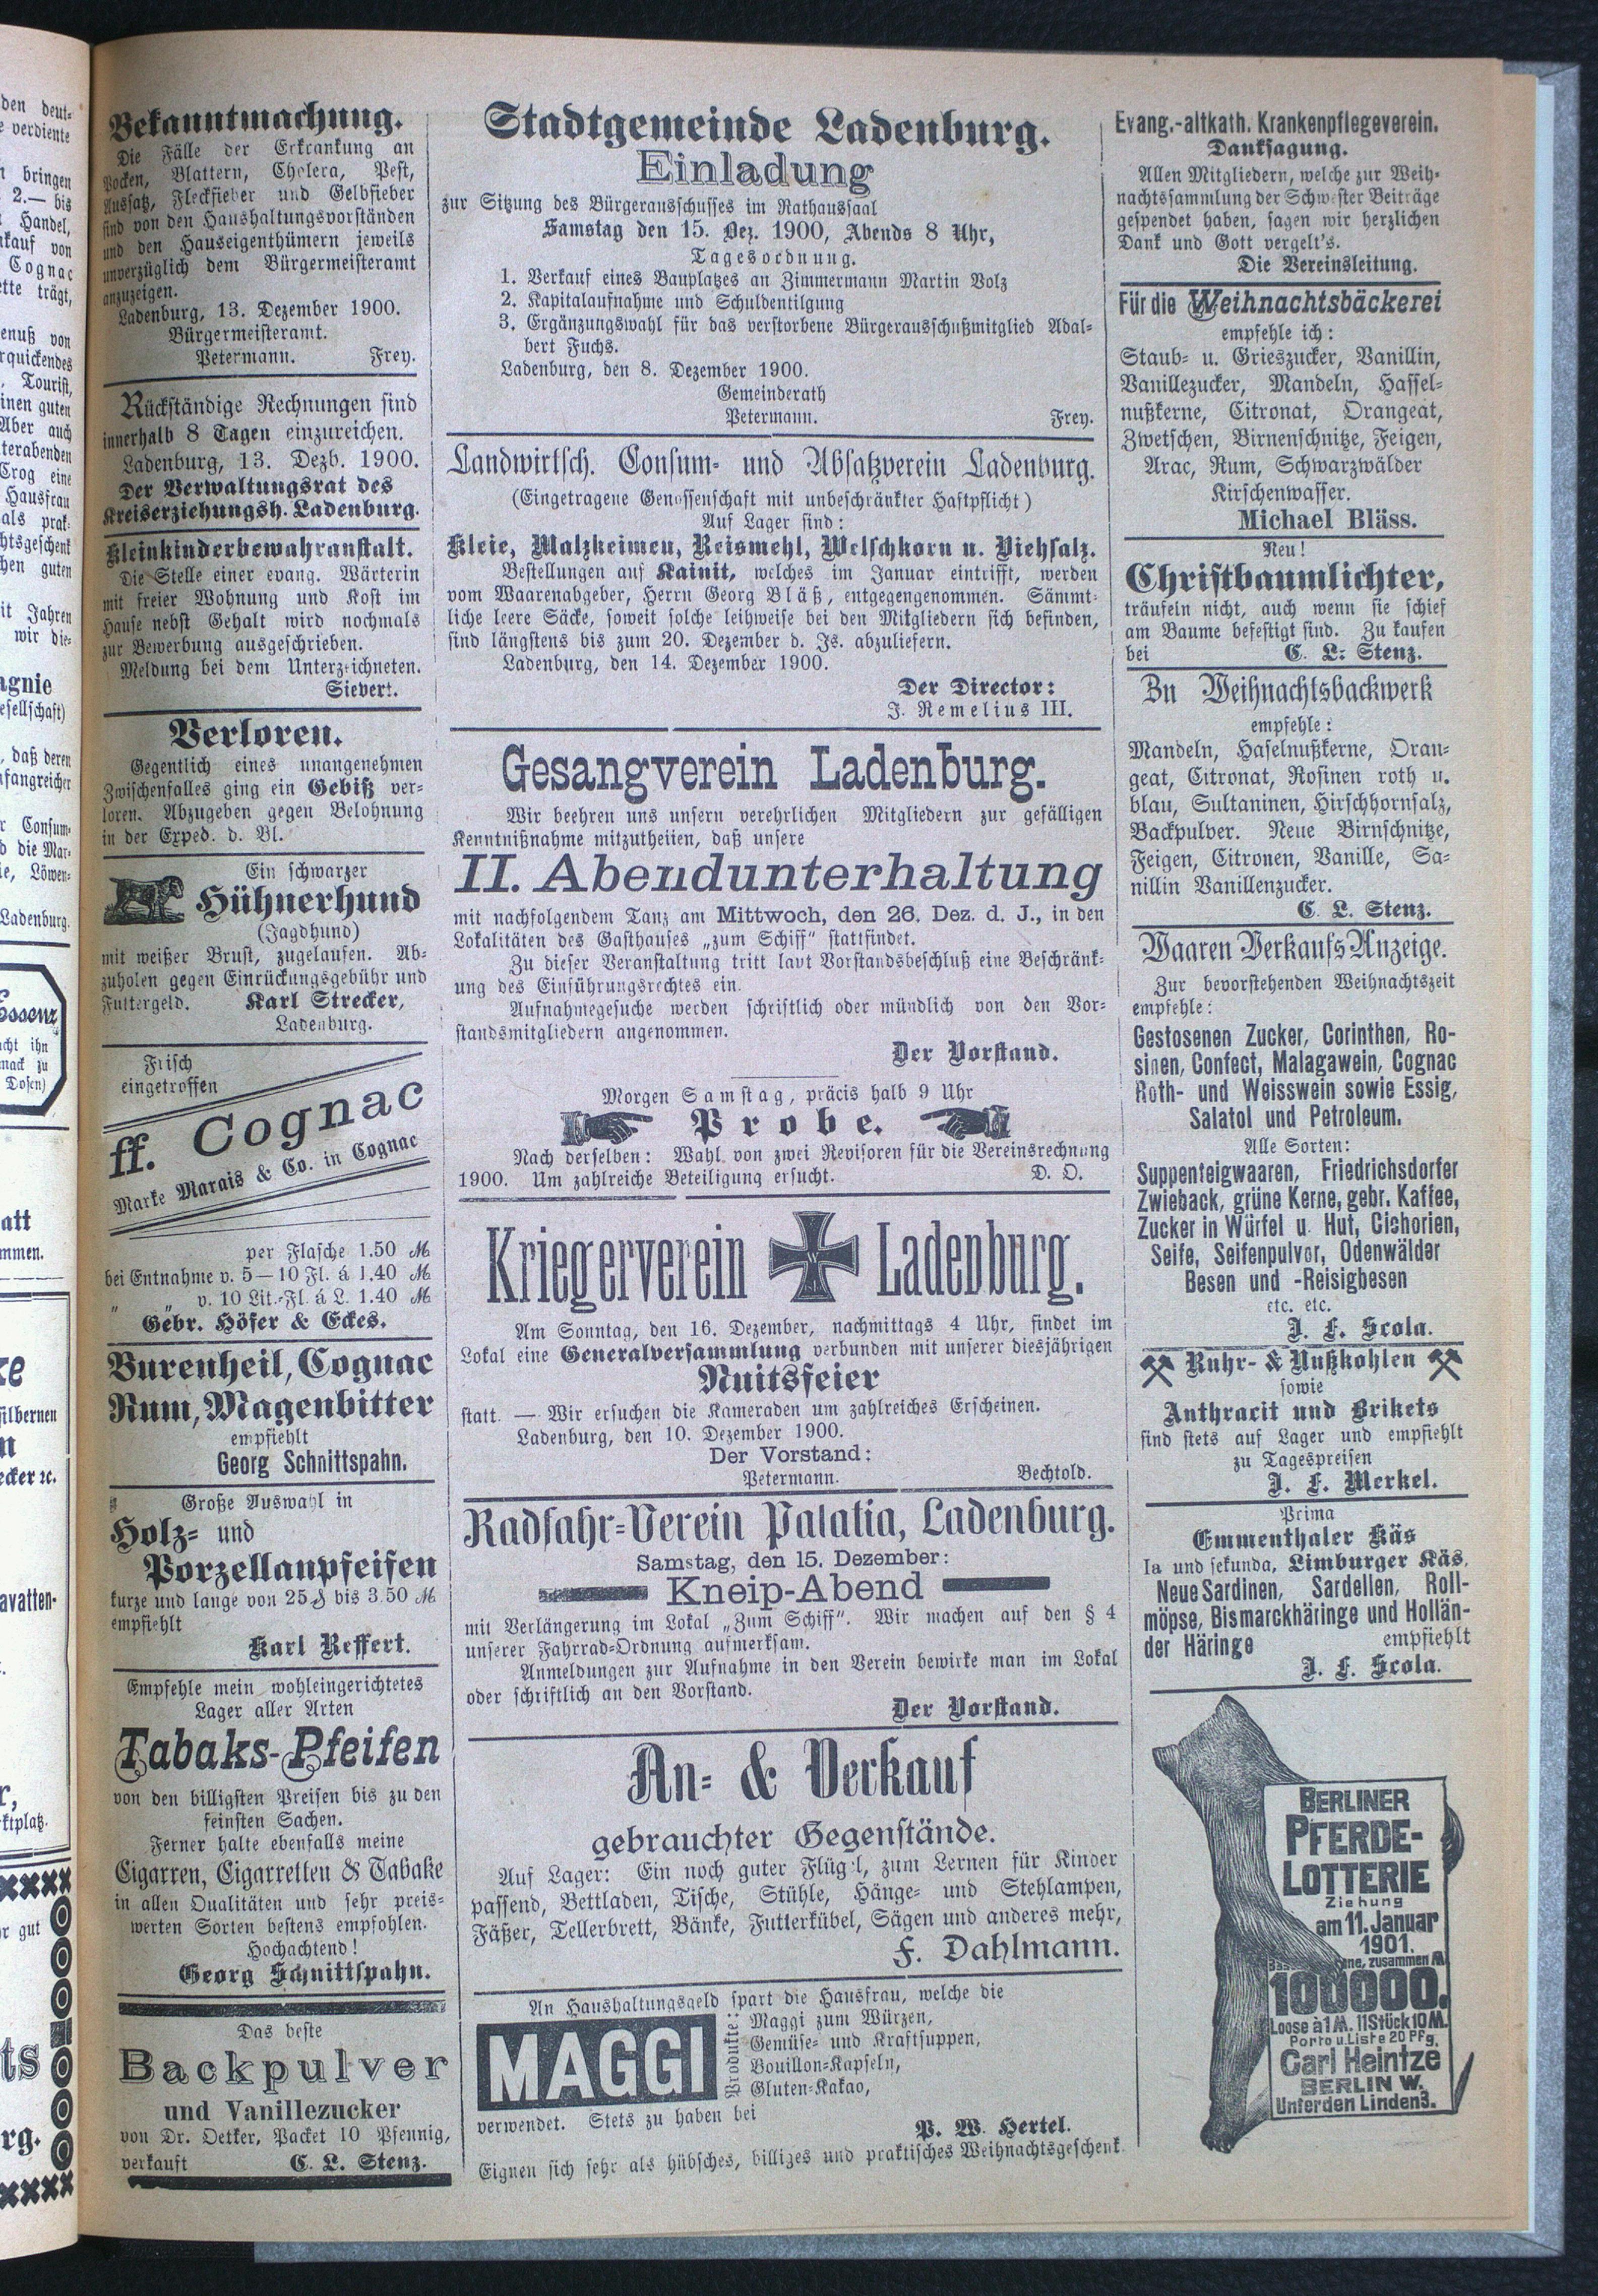 Bekanntmachung.
Die Fälle der Erkrankung an
Pocken, Blattern, Cholera, Pest,
Aussatz, Fleckfieber und Gelbfieber
sind von den Haushaltungsvorständen
und den Hauseigenthümern jeweils
unverzüglich dem Bürgermeisteramt
anzuzeigen.
Ladenburg, 13. Dezember 1900.
Bürgermeisteramt.
Petermann. Frey.
Rückständige Rechnungen sind
innerhalb 8 Tagen einzureichen.
Ladenburg, 13. Dezb. 1900.
Der Verwaltungsrat des
Kreiserziehungsh. Ladenburg.
Kleinkinderbewahranstalt.
Die Stelle einer evang. Wärterin
mit freier Wohnung und Kost im
Hause nebst Gehalt wird nochmals
zur Bewerbung ausgeschrieben.
Meldung bei dem Unterzeichneten.
Sievert.
Verloren.
Gegentlich eines unangenehmen
Zwischenfalles ging ein Gebiß ver-
loren. Abzugeben gegen Belohnung
in der Exped. d. Bl.
Ein schwarzer
Hühnerhund
(Jagdhund)
mit weißer Brust, zugelaufen. Ab-
zuholen gegen Einrückungsgebühr und
Futtergeld. Karl Strecker,
Ladenburg.
Frisch
eingetroffen
ff. Cognac
Marke Marais & Co. in Cognac
per Flasche 1.50 M
bei Entnahme v. 5—10 Fl. á 1.40 M
„ „ v. 10 Lit.-Fl. á L. 1.40 M
Gebr. Höfer & Eckes.
Burenheil, Cognac
Rum, Magenbitter
empfiehlt
Georg Schnittspahn.
Große Auswahl in
Holz- und
Porzellanpfeifen
kurze und lange von 25 ₰ bis 3.50 M
empfiehlt
Karl Reffert.
Empfehle mein wohleingerichtetes
Lager aller Arten
Tabaks-Pfeifen
von den billigsten Preisen bis zu den
feinsten Sachen.
Ferner halte ebenfalls meine
Cigarren, Cigarretten & Tabake
in allen Qualitäten und sehr preis-
werten Sorten bestens empfohlen.
Hochachtend!
Georg Schnittspahn.
Das beste
Backpulver
und Vanillezucker
von Dr. Oetker, Packet 10 Pfennig,
verkauft C. L. Stenz.
Stadtgemeinde Ladenburg.
Einladung
zur Sitzung des Bürgerausschusses im Rathaussaal
Samstag den 15. Dez. 1900, Abends 8 Uhr,
Tagesordnung.
1. Verkauf eines Bauplatzes an Zimmermann Martin Volz
2. Kapitalaufnahme und Schuldentilgung
3. Ergänzungswahl für das verstorbene Bürgerausschußmitglied Adal-
bert Fuchs.
Ladenburg, den 8. Dezember 1900.
Gemeinderath
Petermann. Frey.
Landwirtsch. Consum- und Absatzverein Ladenburg.
(Eingetragene Genossenschaft mit unbeschränkter Haftpflicht)
Auf Lager sind:
Kleie, Malzkeimen, Reismehl, Welschkorn u. Viehsalz.
Bestellungen auf Kainit, welches im Januar eintrifft, werden
vom Waarenabgeber, Herrn Georg Bläß, entgegengenommen. Sämmt-
liche leere Säcke, soweit solche leihweise bei den Mitgliedern sich befinden,
sind längstens bis zum 20. Dezember d. Js. abzuliefern.
Ladenburg, den 14. Dezember 1900.
Der Director:
J. Remelius III.
Gesangverein Ladenburg.
Wir beehren uns unsern verehrlichen Mitgliedern zur gefälligen
Kenntnißnahme mitzutheilen, daß unsere
II. Abendunterhaltung
mit nachfolgendem Tanz am Mittwoch, den 26. Dez. d. J., in den
Lokalitäten des Gasthauses „zum Schiff“ stattfindet.
Zu dieser Veranstaltung tritt laut Vorstandsbeschluß eine Beschränk-
ung des Einführungsrechtes ein.
Aufnahmegesuche werden schristlich oder mündlich von den Vor-
standsmitgliedern angenommen.
Der Vorstand.
Morgen Samstag, präcis halb 9 Uhr
Probe.
Nach derselben: Wahl von zwei Revisoren für die Vereinsrechnung
1900. Um zahlreiche Beteiligung ersucht. D. O.
Kriegerverein Ladenburg.
Am Sonntag, den 16. Dezember, nachmittags 4 Uhr, findet im
Lokal eine Generalversammlung verbunden mit unserer diesjährigen
Nuitsfeier
statt. — Wir ersuchen die Kameraden um zahlreiches Erscheinen.
Ladenburg, den 10. Dezember 1900.
Der Vorstand:
Petermann. Bechtold.
Radfahr-Verein Palatia, Ladenburg.
Samstag, den 15. Dezember:
Kneip-Abend
mit Verlängerung im Lokal „Zum Schiff“. Wir machen auf den § 4
unserer Fahrrad-Ordnung aufmerksam.
Anmeldungen zur Aufnahme in den Verein bewirke man im Lokal
oder schriftlich an den Vorstand.
Der Vorstand.
An- & Verkauf
gebrauchter Gegenstände.
Auf Lager: Ein noch guter Flügel, zum Lernen für Kinder
passend, Bettladen, Tische, Stühle, Hänge- und Stehlampen,
Fäßer, Tellerbrett, Bänke, Futterkübel, Sägen und anderes mehr,
F. Dahlmann.
An Haushaltungsgeld spart die Hausfrau, welche die
MAGGI
Produkte:
Maggi zum Würzen,
Gemüse- und Kraftsuppen,
Bouillon-Kapseln,
Gluten-Kakao,
verwendet. Stets zu haben bei
P. W. Hertel.
Eignen sich sehr als hübsches, billiges und praktisches Weihnachtsgeschenk.
Evang.-altkath. Krankenpflegeverein.
Danksagung.
Allen Mitgliedern, welche zur Weih-
nachtssammlung der Schwester Beiträge
gespendet haben, sagen wir herzlichen
Dank und Gott vergelt's.
Die Vereinsleitung.
Für die Weihnachtsbäckerei
empfehle ich:
Staub- u. Grieszucker, Vanillin,
Vanillezucker, Mandeln, Hassel-
nußkerne, Citronat, Orangeat,
Zwetschen, Birnenschnitze, Feigen,
Arac, Rum, Schwarzwälder
Kirschenwasser.
Michael Bläss.
Neu!
Christbaumlichter,
träufeln nicht, auch wenn sie schief
am Baume befestigt sind. Zu kaufen
bei C. L. Stenz.
Zu Weihnachtsbackwerk
empfehle:
Mandeln, Haselnußkerne, Oran-
geat, Citronat, Rosinen roth u.
blau, Sultaninen, Hirschhornsalz,
Backpulver. Neue Birnschnitze,
Feigen, Citronen, Vanille, Sa-
nillin Vanillenzucker.
C. L. Stenz.
Waaren Verkaufs Anzeige.
Zur bevorstehenden Weihnachtszeit
empfehle:
Gestosenen Zucker, Corinthen, Ro-
sinen, Confect, Malagawein, Cognac
Roth- und Weisswein sowie Essig,
Salatol und Petroleum.
Alle Sorten:
Suppenteigwaaren, Friedrichsdorfer
Zwieback, grüne Kerne, gebr. Kaffee,
Zucker in Würfel u. Hut, Cichorien,
Seife, Seifenpulver, Odenwälder
Besen und -Reisigbesen
etc. etc.
J. F. Scola.
Ruhr- & Nußkohlen
sowie
Anthracit und Brikets
sind stets auf Lager und empfiehlt
zu Tagespreisen
J. F. Merkel.
Prima
Emmenthaler Käs
Ia und sekunda, Limburger Käs,
Neue Sardinen, Sardellen, Roll-
möpse, Bismarckhäringe und Hollän-
der Häringe empfiehlt
J. F. Scola.
BERLINER
PFERDE-
LOTTERIE
Ziehung
am 11. Januar
1901.
zusammen M
100000.
Loose à 1 M. 11 Stück 10 M.
Porto u. Liste 20 Pfg.
Carl Heintze
BERLIN W.
Unter den Linden 3.